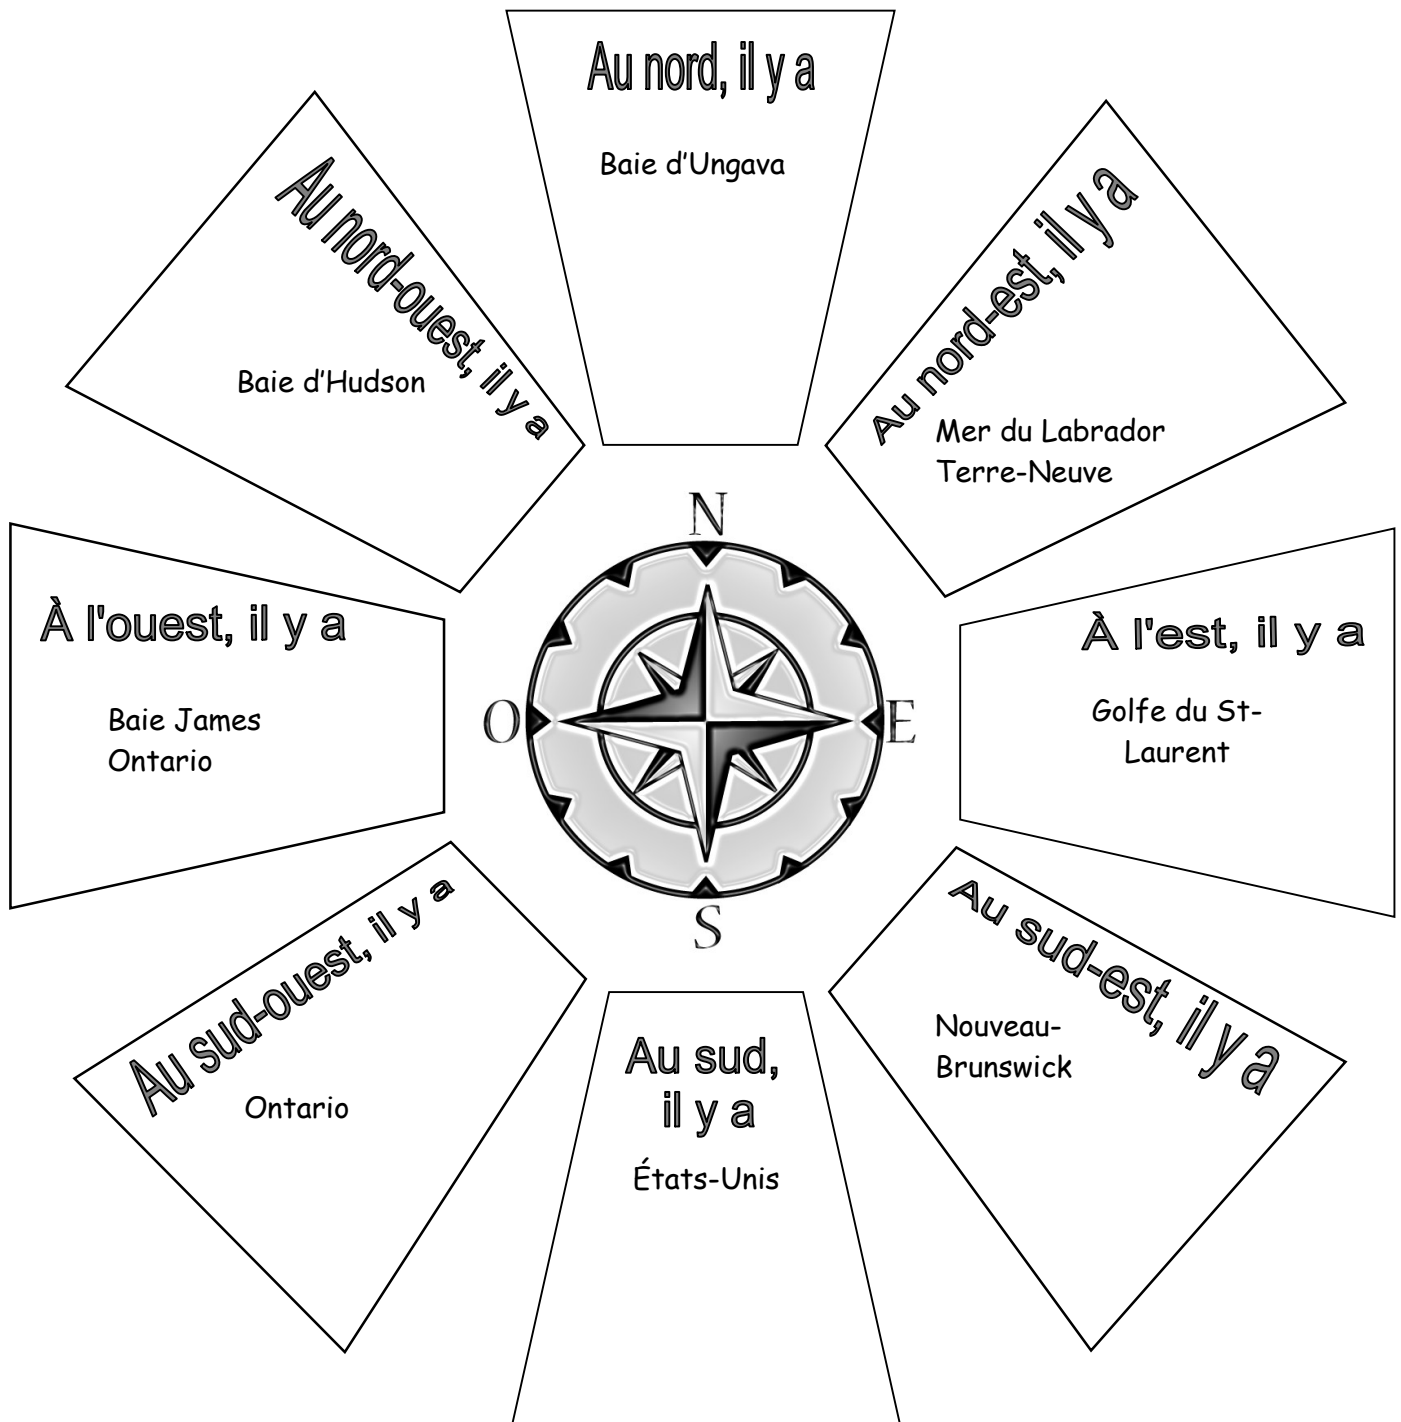 Au nord, il y a
Baie d'Ungava
Au nord-ouest, il y a
Baie d'Hudson
Au nord-est, il y a
Mer du Labrador
Terre-Neuve
N
À l'ouest, il y a
Baie James
Ontario
O
E
À l'est, il y a
Golfe du St-
Laurent
S
Au sud-ouest, il y a
Ontario
Au sud,
il y a
États-Unis
Au sud-est, il y a
Nouveau-
Brunswick